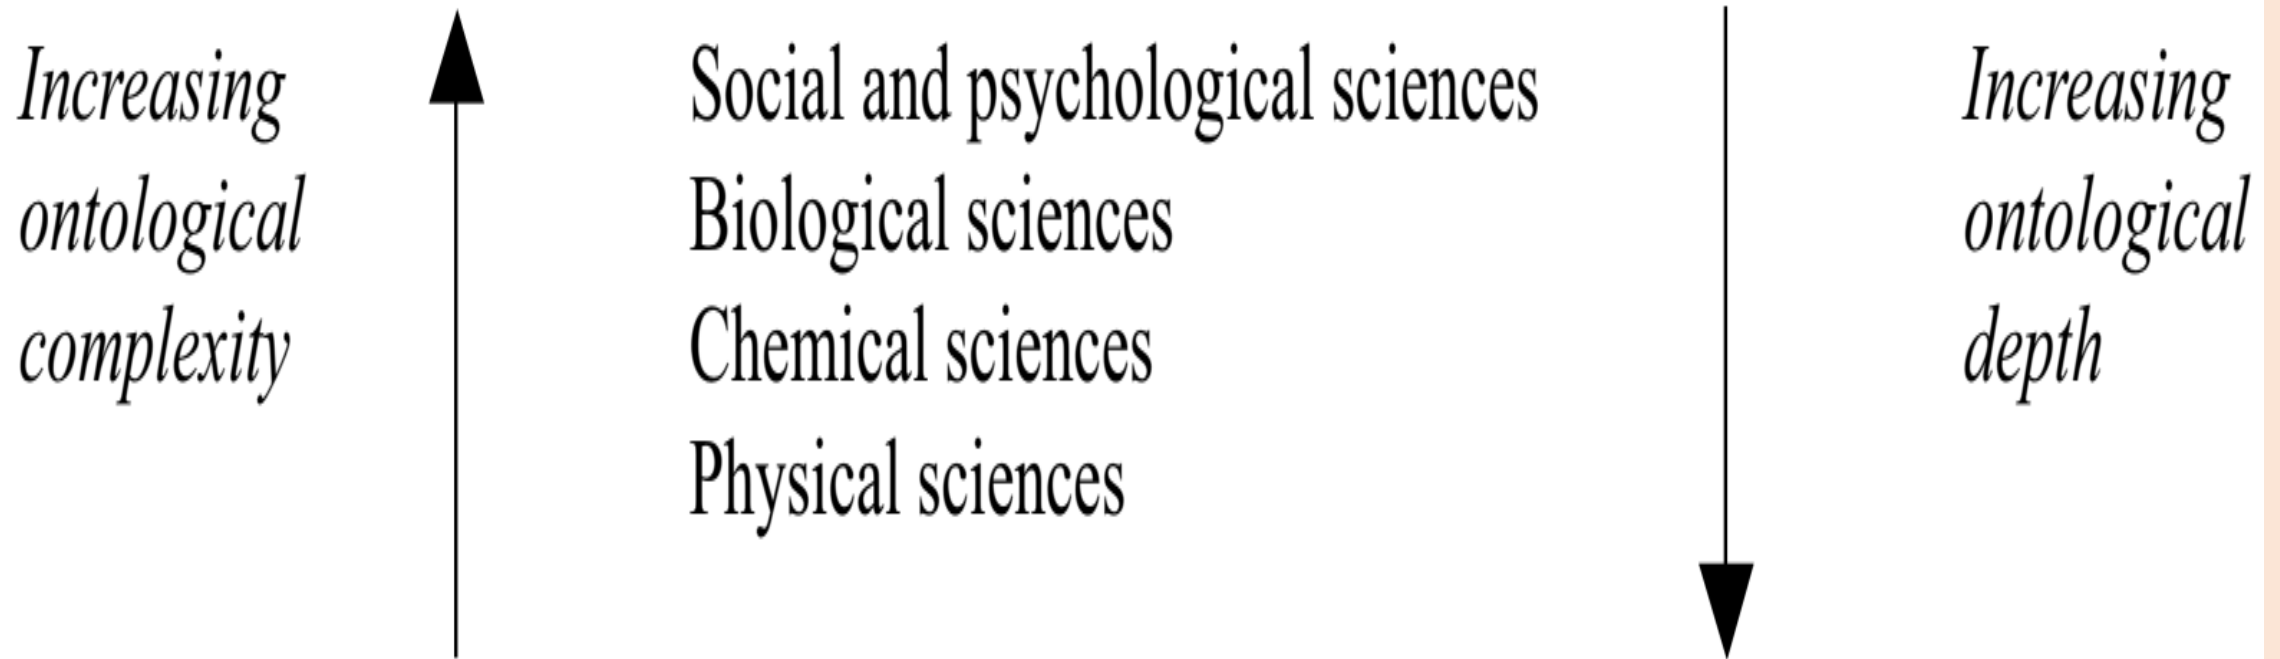 Increasing
ontological
complexity
Social and psychological sciences
Biological sciences
Chemical sciences
Physical sciences
Increasing
ontological
depth